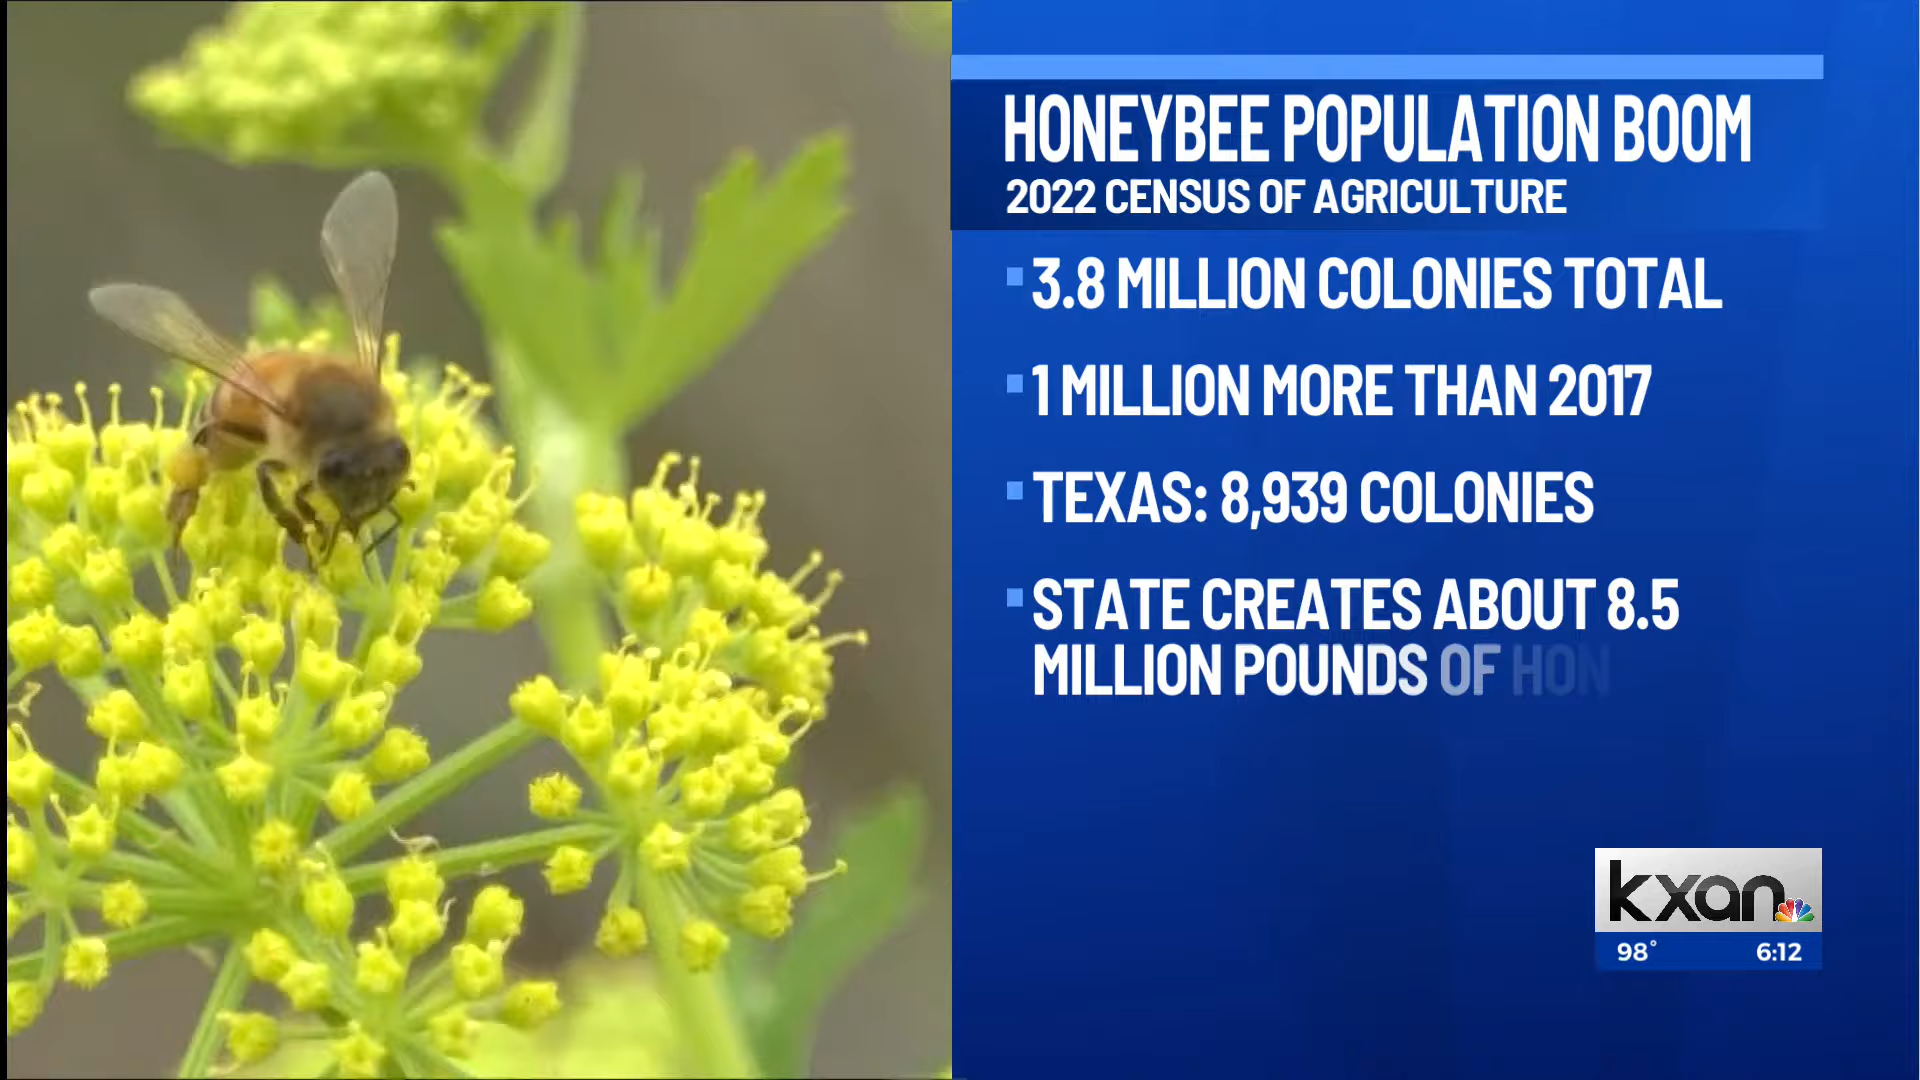 HONEYBEE POPULATION BOOM
2022 CENSUS OF AGRICULTURE
3.8 MILLION COLONIES TOTAL
1 MILLION MORE THAN 2017
TEXAS: 8,939 COLONIES
STATE CREATES ABOUT 8.5
MILLION POUNDS OF HON
kxan
98° 6:12